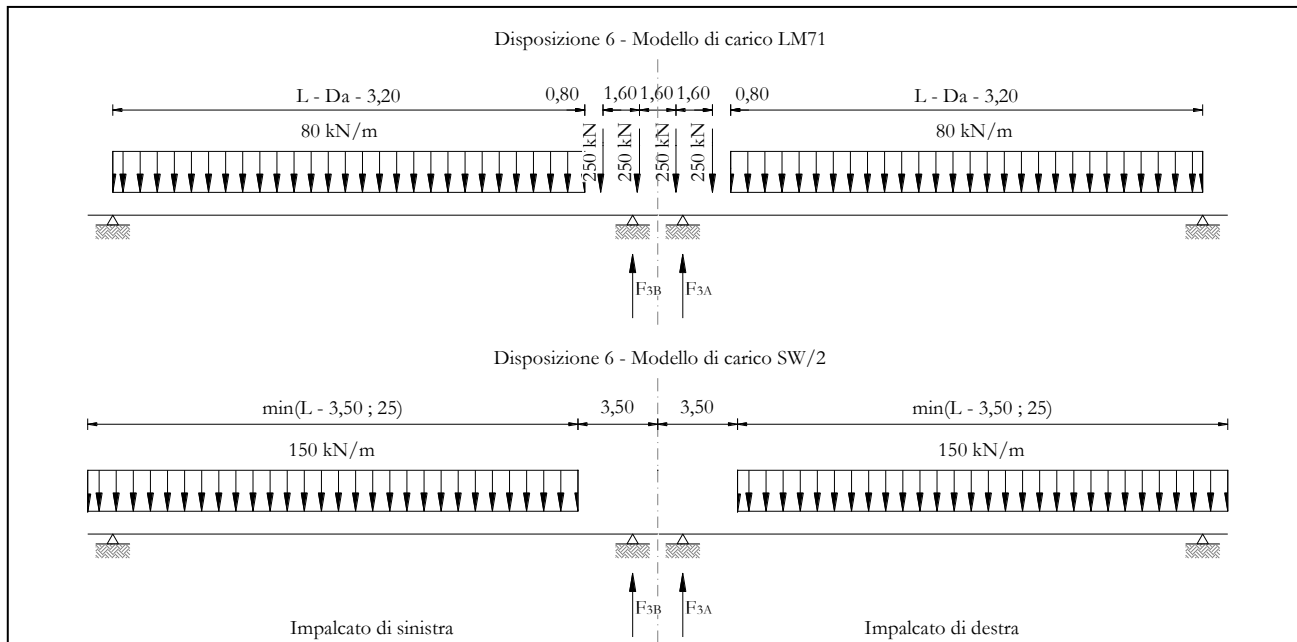 Disposizione 6 - Modello di carico LM71
L - Da - 3,20 0,80 1,60 1,60 1,60 0,80 L - Da - 3,20
80 kN/m 250 kN 250 kN 250 kN 250 kN 80 kN/m
F3B F3A
Disposizione 6 - Modello di carico SW/2
min(L - 3,50 ; 25) 3,50 3,50 min(L - 3,50 ; 25)
150 kN/m 150 kN/m
F3B F3A
Impalcato di sinistra Impalcato di destra